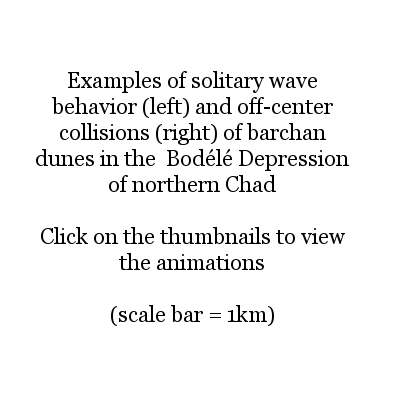 Examples of solitary wave
behavior (left) and off-center
collisions (right) of barchan
dunes in the  Bodélé Depression
of northern Chad
Click on the thumbnails to view
the animations
(scale bar = 1km)